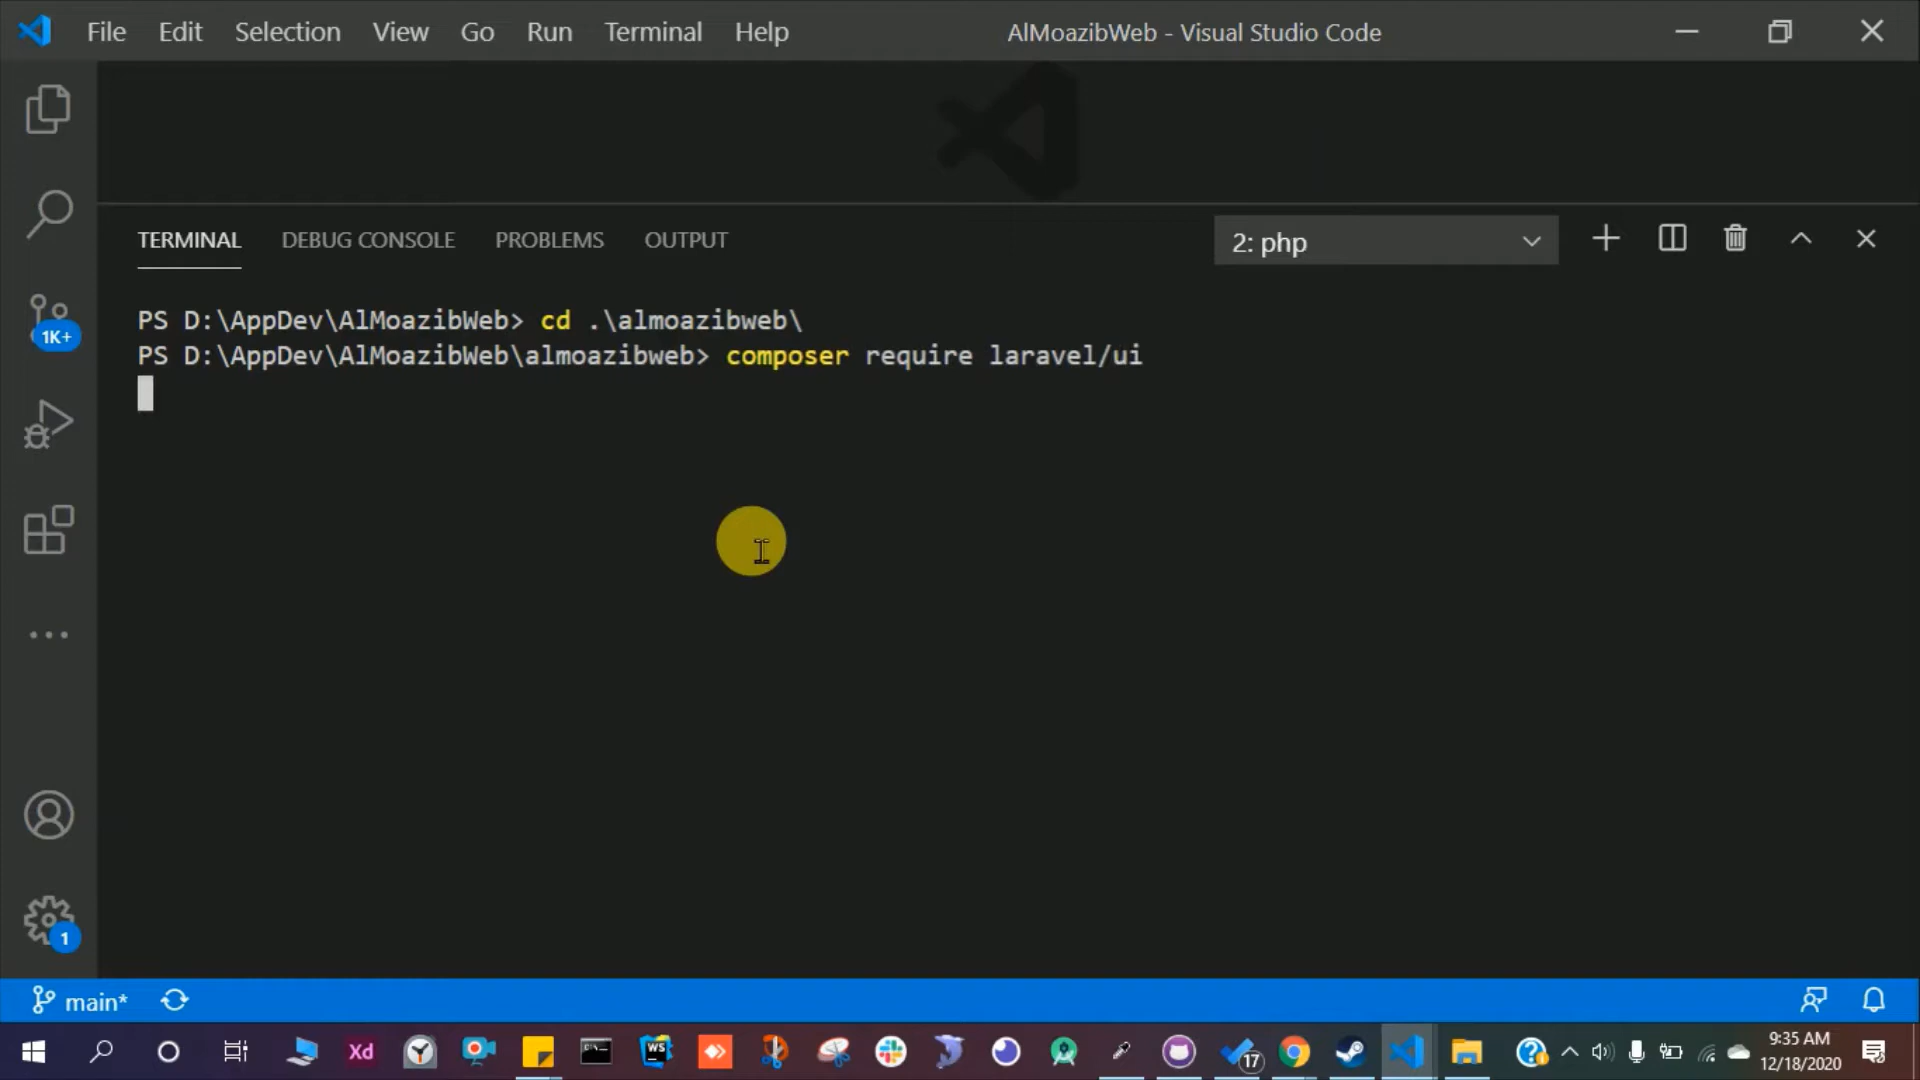 File Edit Selection View Go Run Terminal Help AlMoazibWeb - Visual Studio Code
TERMINAL DEBUG CONSOLE PROBLEMS OUTPUT 2: php
PS D:\AppDev\AlMoazibWeb> cd .\almoazibweb\
PS D:\AppDev\AlMoazibWeb\almoazibweb> composer require laravel/ui
1K+
1
main*
Xd
WS
17
9:35 AM
12/18/2020